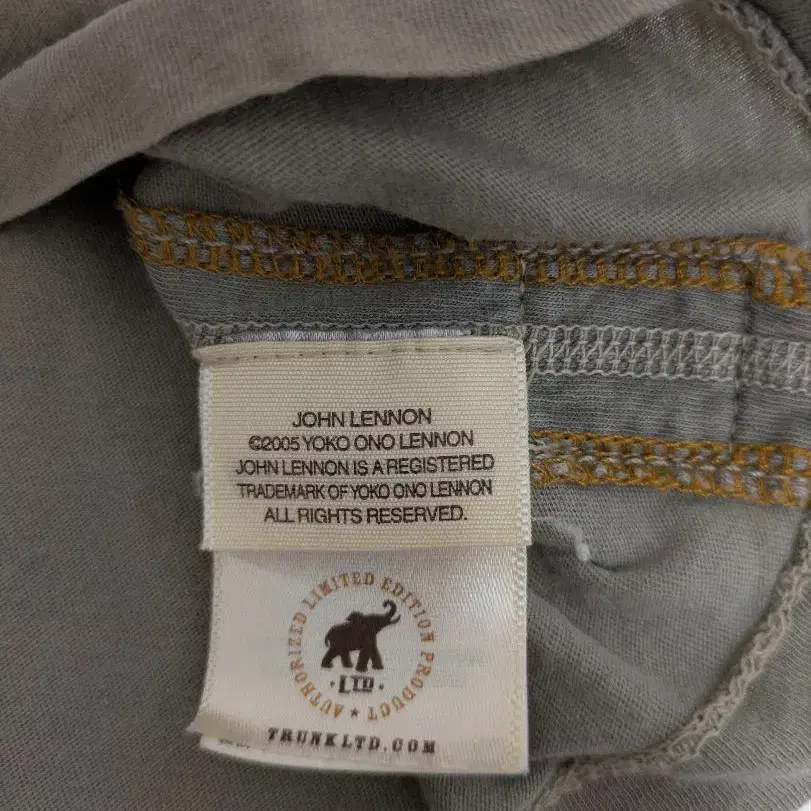 JOHN LENNON
©2005 YOKO ONO LENNON
JOHN LENNON IS A REGISTERED
TRADEMARK OF YOKO ONO LENNON
ALL RIGHTS RESERVED.
AUTHORIZED LIMITED EDITION PRODUCT ★
• LTD •
TRUNKLTD.COM